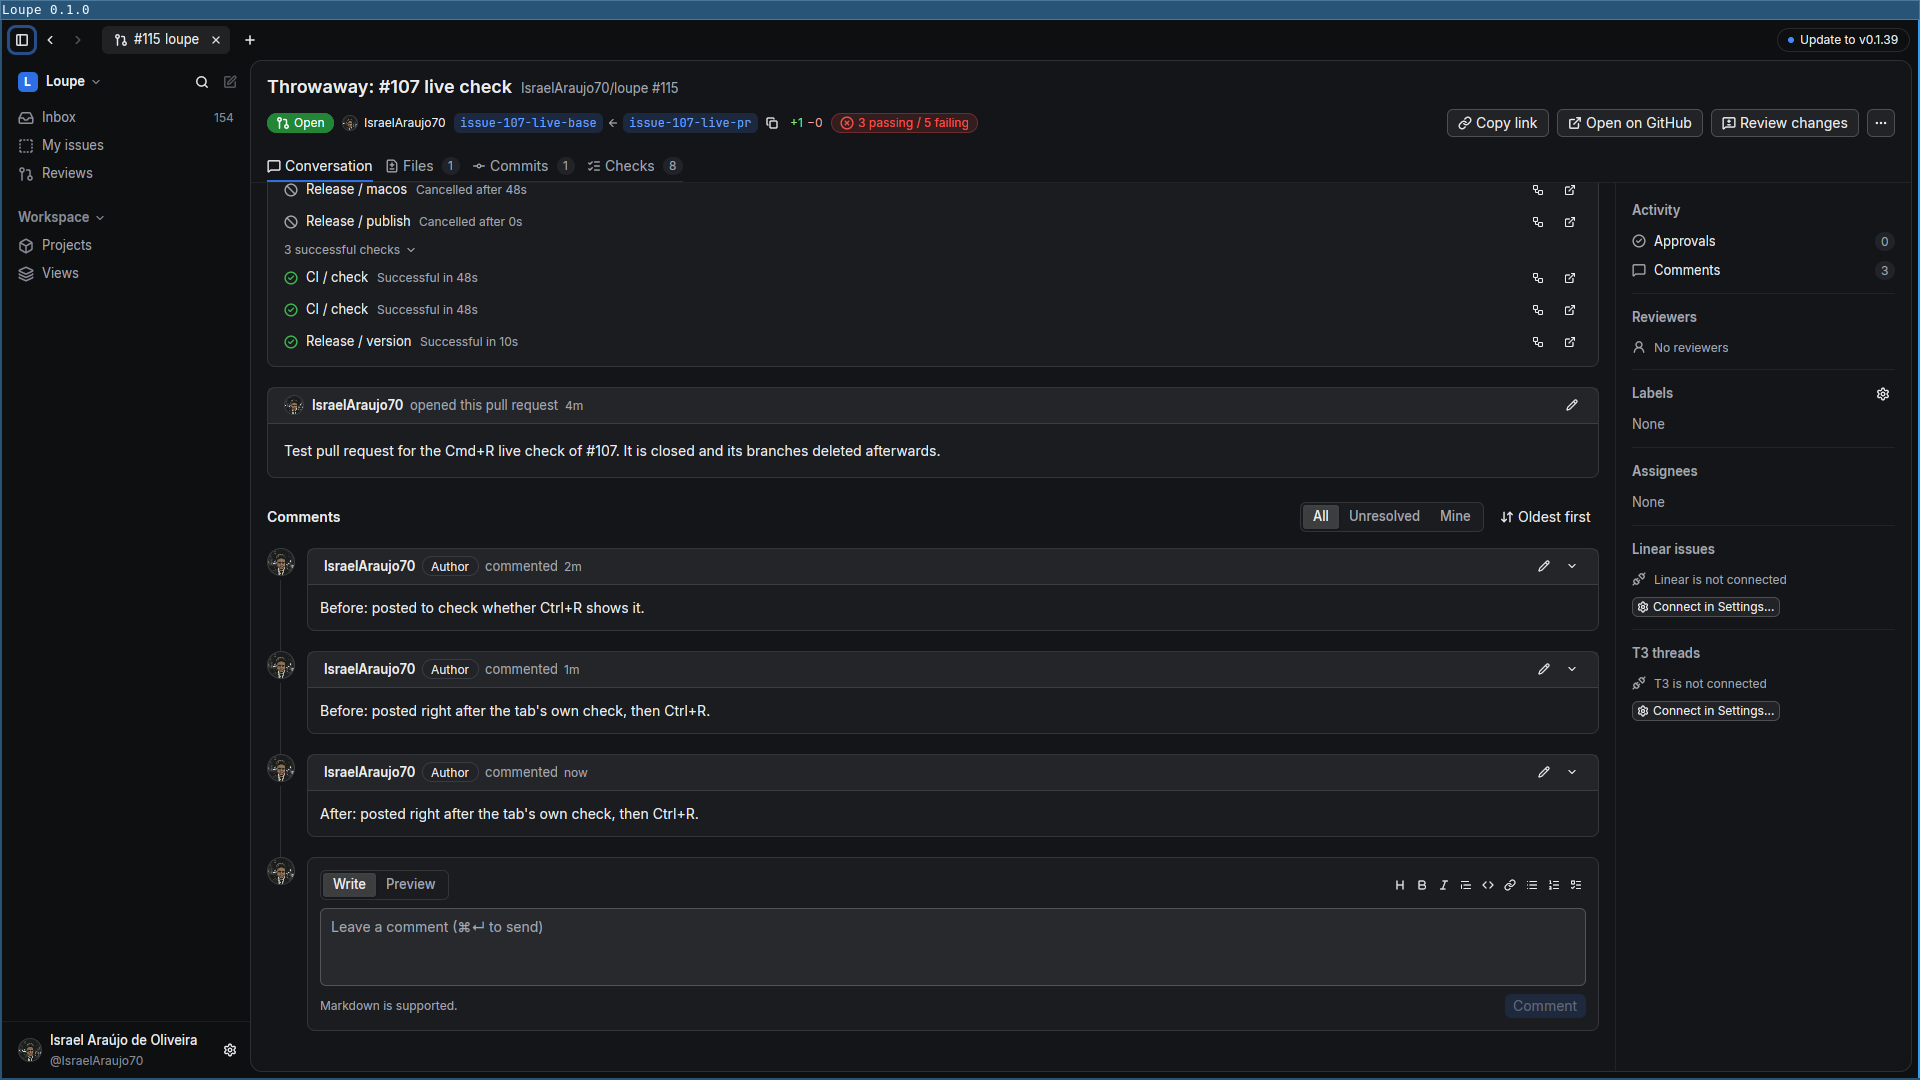 Loupe 0.1.0
#115 loupe
Update to v0.1.39
L Loupe
Inbox 154
My issues
Reviews
Workspace
Projects
Views
Throwaway: #107 live check IsraelAraujo70/loupe #115
Open IsraelAraujo70 issue-107-live-base ← issue-107-live-pr +1 −0 3 passing / 5 failing
Copy link
Open on GitHub
Review changes
Conversation
Files 1
Commits 1
Checks 8
Release / macos Cancelled after 48s
Release / publish Cancelled after 0s
3 successful checks
CI / check Successful in 48s
CI / check Successful in 48s
Release / version Successful in 10s
IsraelAraujo70 opened this pull request 4m
Test pull request for the Cmd+R live check of #107. It is closed and its branches deleted afterwards.
Comments
All Unresolved Mine
Oldest first
IsraelAraujo70 Author commented 2m
Before: posted to check whether Ctrl+R shows it.
IsraelAraujo70 Author commented 1m
Before: posted right after the tab's own check, then Ctrl+R.
IsraelAraujo70 Author commented now
After: posted right after the tab's own check, then Ctrl+R.
Write Preview
H B I
Leave a comment (⌘↵ to send)
Markdown is supported.
Comment
Activity
Approvals 0
Comments 3
Reviewers
No reviewers
Labels
None
Assignees
None
Linear issues
Linear is not connected
Connect in Settings...
T3 threads
T3 is not connected
Connect in Settings...
Israel Araújo de Oliveira
@IsraelAraujo70